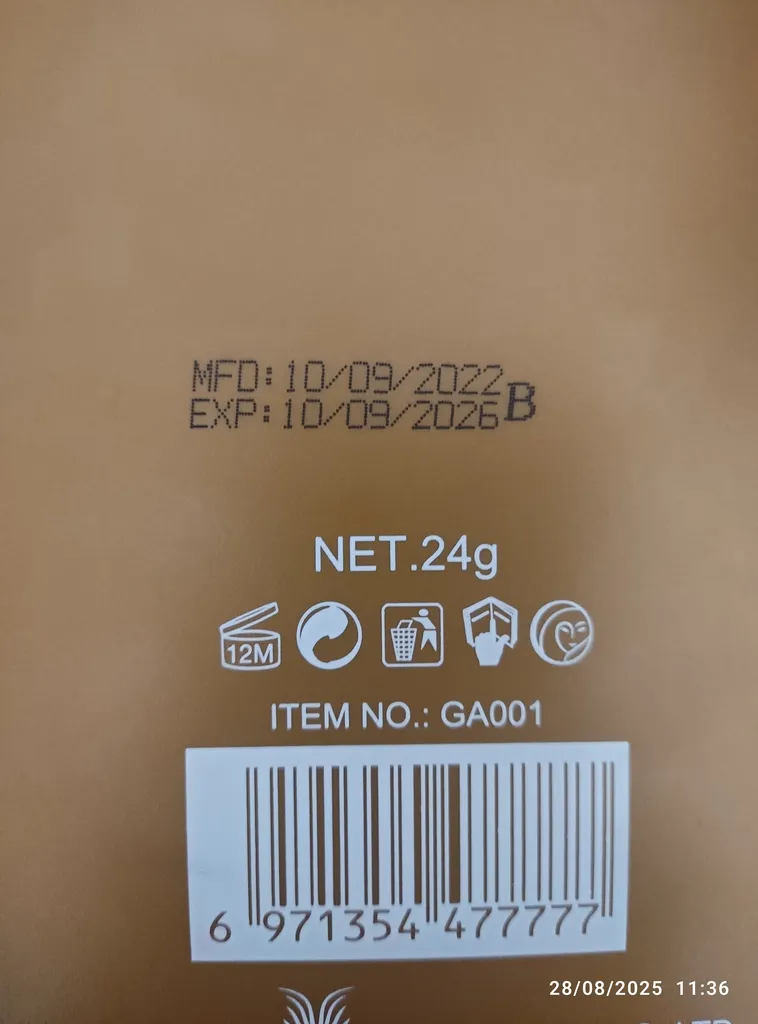 MFD:10/09/2022
EXP:10/09/2026 B
NET.24g
12M
ITEM NO.: GA001
6 971354 477777
28/08/2025 11:36